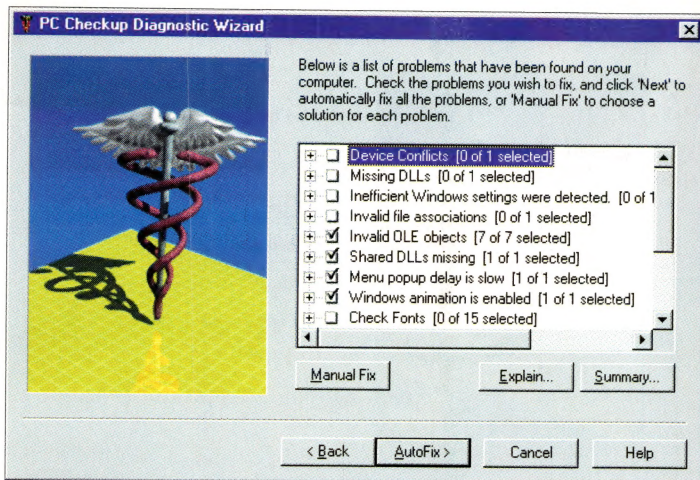 PC Checkup Diagnostic Wizard
Below is a list of problems that have been found on your
computer. Check the problems you wish to fix, and click 'Next' to
automatically fix all the problems, or 'Manual Fix' to choose a
solution for each problem.
Device Conflicts [0 of 1 selected]
Missing DLLs [0 of 1 selected]
Inefficient Windows settings were detected. [0 of 1
Invalid file associations [0 of 1 selected]
Invalid OLE objects [7 of 7 selected]
Shared DLLs missing [1 of 1 selected]
Menu popup delay is slow [1 of 1 selected]
Windows animation is enabled [1 of 1 selected]
Check Fonts [0 of 15 selected]
Manual Fix
Explain...
Summary...
< Back
AutoFix >
Cancel
Help